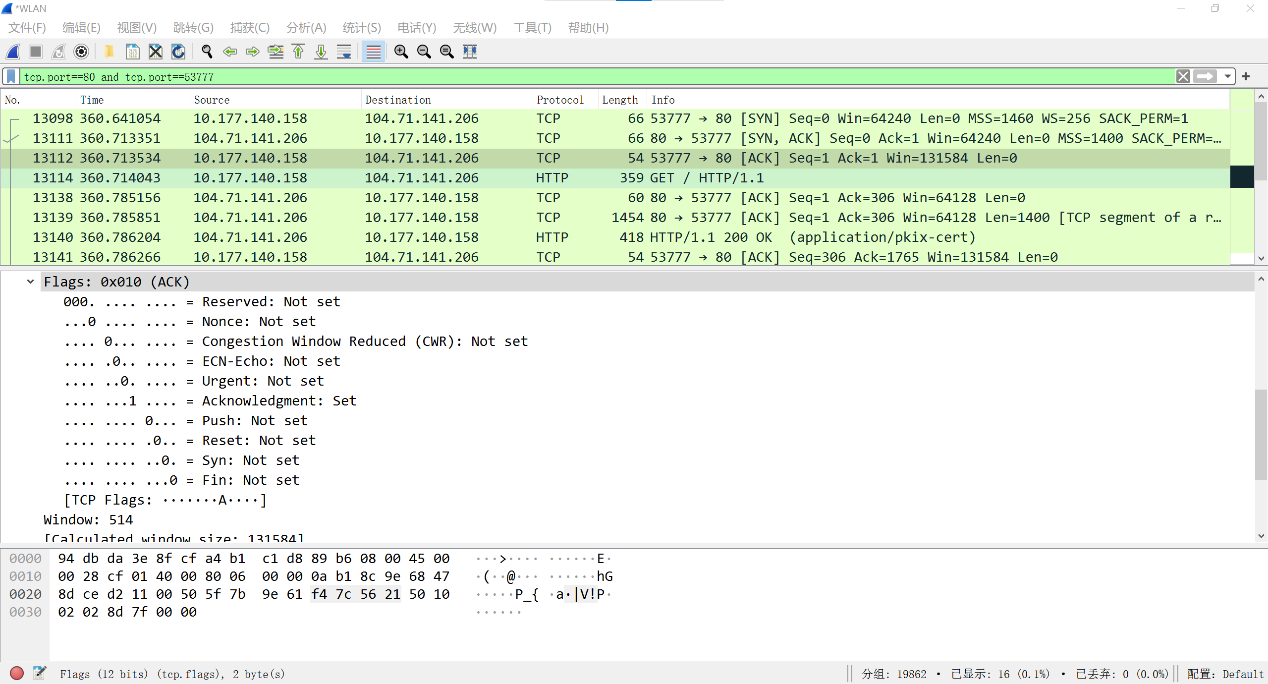 *WLAN
文件(F) 编辑(E) 视图(V) 跳转(G) 捕获(C) 分析(A) 统计(S) 电话(Y) 无线(W) 工具(T) 帮助(H)
tcp.port==80 and tcp.port==53777
No. Time Source Destination Protocol Length Info
13098 360.641054 10.177.140.158 104.71.141.206 TCP 66 53777 → 80 [SYN] Seq=0 Win=64240 Len=0 MSS=1460 WS=256 SACK_PERM=1
13111 360.713351 104.71.141.206 10.177.140.158 TCP 66 80 → 53777 [SYN, ACK] Seq=0 Ack=1 Win=64240 Len=0 MSS=1400 SACK_PERM=…
13112 360.713534 10.177.140.158 104.71.141.206 TCP 54 53777 → 80 [ACK] Seq=1 Ack=1 Win=131584 Len=0
13114 360.714043 10.177.140.158 104.71.141.206 HTTP 359 GET / HTTP/1.1
13138 360.785156 104.71.141.206 10.177.140.158 TCP 60 80 → 53777 [ACK] Seq=1 Ack=306 Win=64128 Len=0
13139 360.785851 104.71.141.206 10.177.140.158 TCP 1454 80 → 53777 [ACK] Seq=1 Ack=306 Win=64128 Len=1400 [TCP segment of a r…
13140 360.786204 104.71.141.206 10.177.140.158 HTTP 418 HTTP/1.1 200 OK (application/pkix-cert)
13141 360.786266 10.177.140.158 104.71.141.206 TCP 54 53777 → 80 [ACK] Seq=306 Ack=1765 Win=131584 Len=0
Flags: 0x010 (ACK)
000. .... .... = Reserved: Not set
...0 .... .... = Nonce: Not set
.... 0... .... = Congestion Window Reduced (CWR): Not set
.... .0.. .... = ECN-Echo: Not set
.... ..0. .... = Urgent: Not set
.... ...1 .... = Acknowledgment: Set
.... .... 0... = Push: Not set
.... .... .0.. = Reset: Not set
.... .... ..0. = Syn: Not set
.... .... ...0 = Fin: Not set
[TCP Flags: ·······A····]
Window: 514
[Calculated window size: 131584]
0000 94 db da 3e 8f cf a4 b1 c1 d8 89 b6 08 00 45 00 ···>···· ······E·
0010 00 28 cf 01 40 00 80 06 00 00 0a b1 8c 9e 68 47 ·(··@··· ······hG
0020 8d ce d2 11 00 50 5f 7b 9e 61 f4 7c 56 21 50 10 ·····P_{ ·a·|V!P·
0030 02 02 8d 7f 00 00 ······
Flags (12 bits) (tcp.flags), 2 byte(s) 分组: 19862 · 已显示: 16 (0.1%) · 已丢弃: 0 (0.0%) 配置: Default